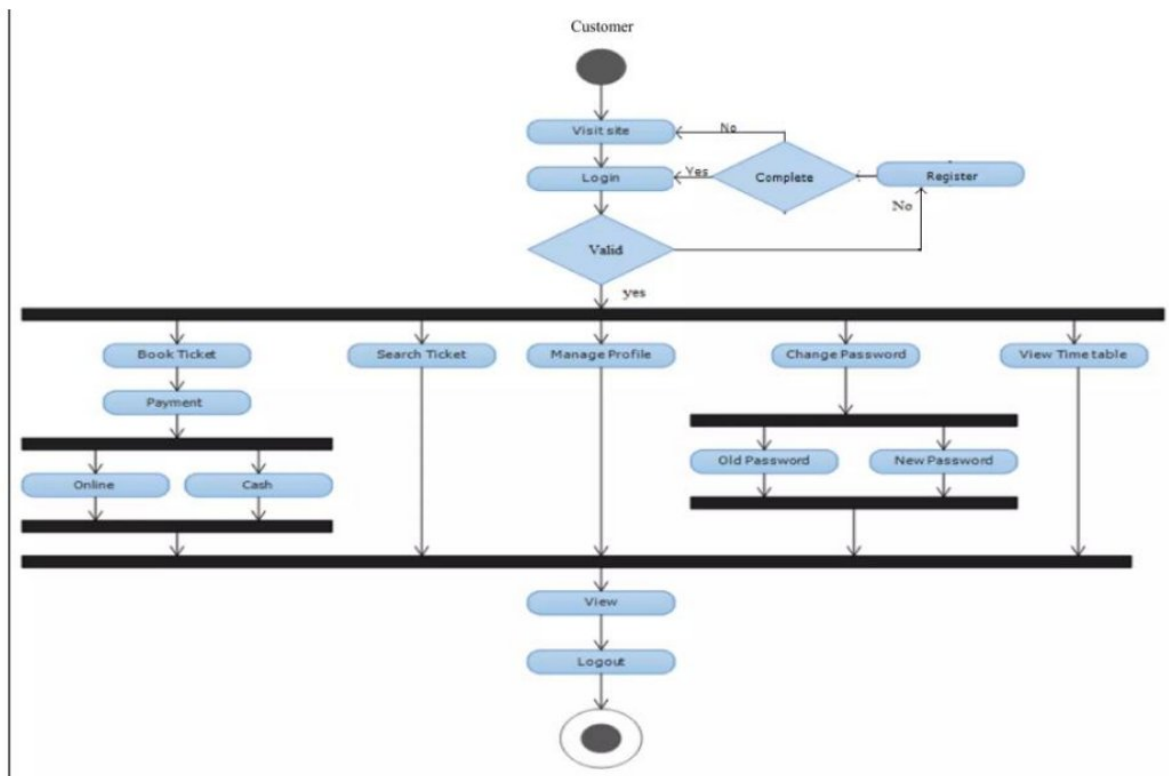 Customer
Visit site
No
Login
Yes
Complete
Register
No
Valid
yes
Book Ticket
Search Ticket
Manage Profile
Change Password
View Time table
Payment
Old Password
New Password
Online
Cash
View
Logout